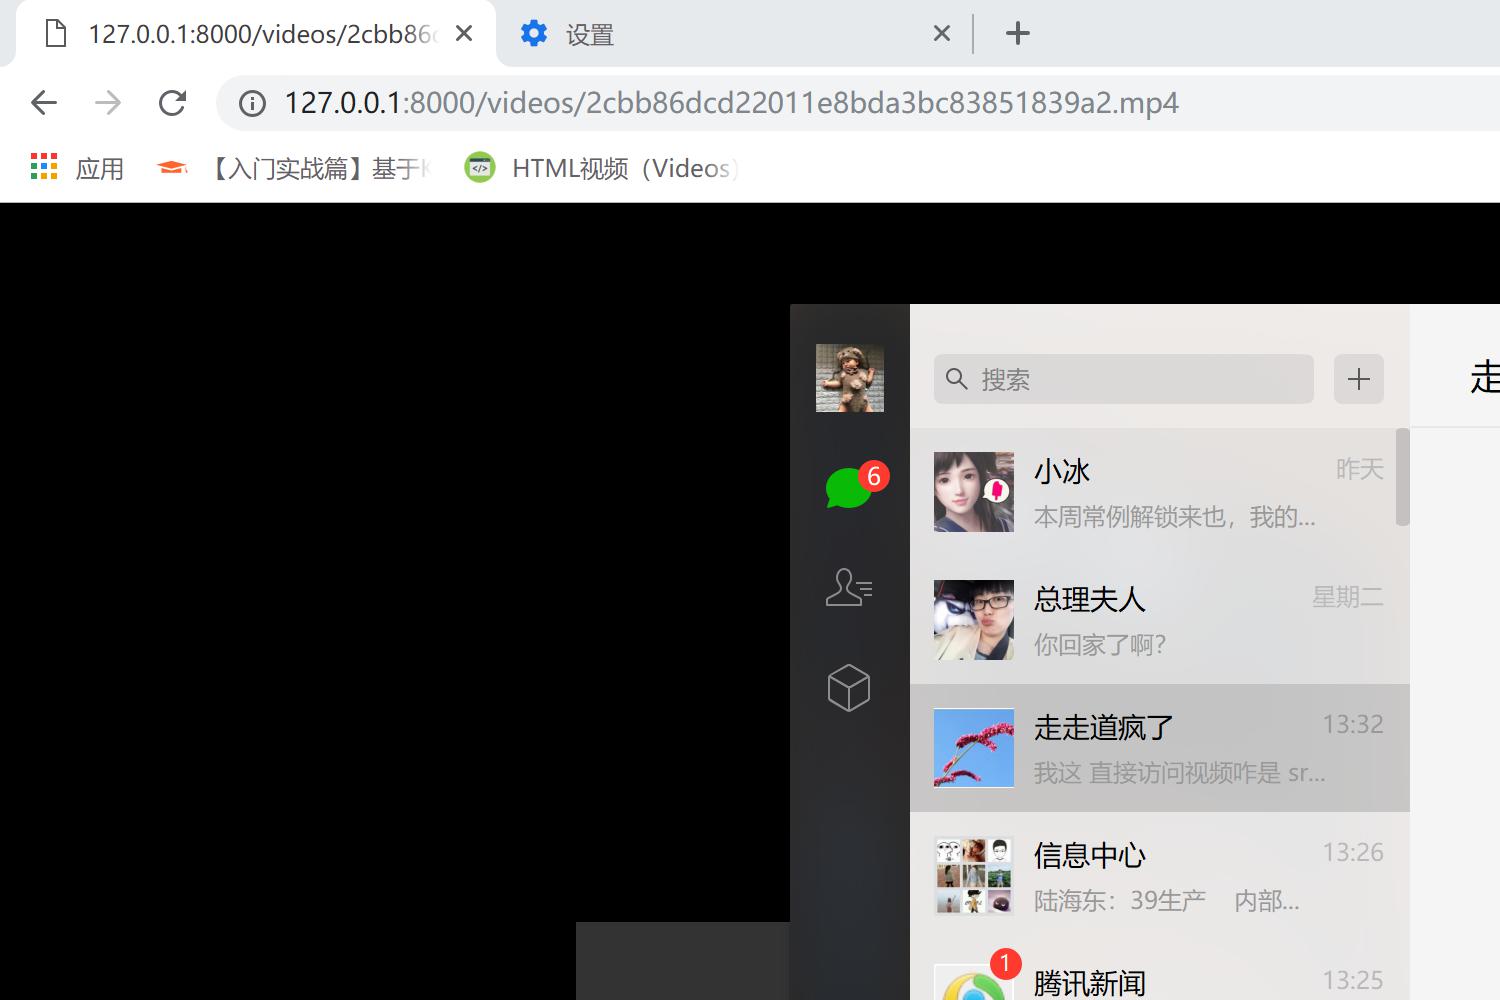 127.0.0.1:8000/videos/2cbb86
设置
127.0.0.1:8000/videos/2cbb86dcd22011e8bda3bc83851839a2.mp4
应用
【入门实战篇】基于K
HTML视频（Videos）
搜索
走
6
小冰
昨天
本周常例解锁来也，我的...
总理夫人
星期二
你回家了啊?
走走道疯了
13:32
我这 直接访问视频咋是 sr...
信息中心
13:26
陆海东：39生产 内部...
1
腾讯新闻
13:25